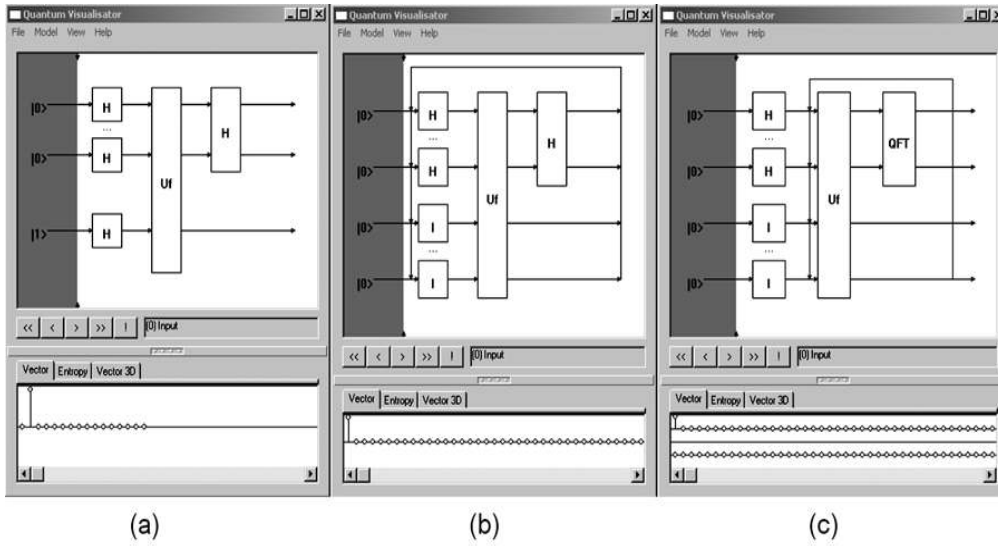 Quantum Visualisator
File Model View Help
|0> H
...
|0> H
H
Uf
|1> H
<< < > >> ! (0) Input
Vector Entropy Vector 3D
(a)
Quantum Visualisator
File Model View Help
|0> H
...
|0> H
H
Uf
|0> I
...
|0> I
<< < > >> ! (0) Input
Vector Entropy Vector 3D
(b)
Quantum Visualisator
File Model View Help
|0> H
...
|0> H
QFT
Uf
|0> I
...
|0> I
<< < > >> ! (0) Input
Vector Entropy Vector 3D
(c)